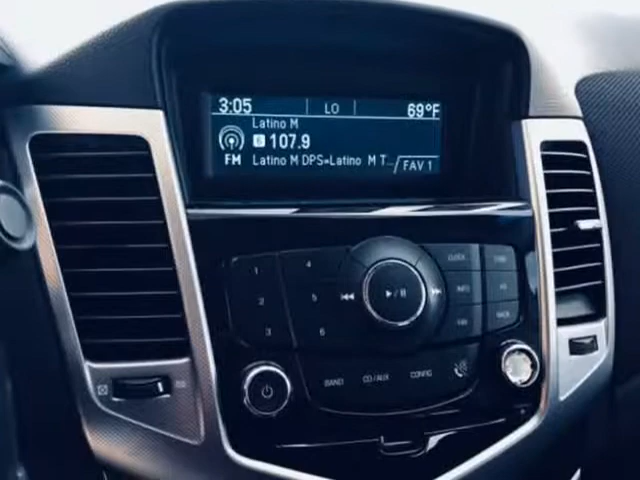 3:05 LO 69°F
Latino M
6 107.9
FM Latino M DPS=Latino M T... FAV 1
1 4 CLOCK
2 5 INFO
3 6 FAV BACK
BAND CD/AUX CONFIG